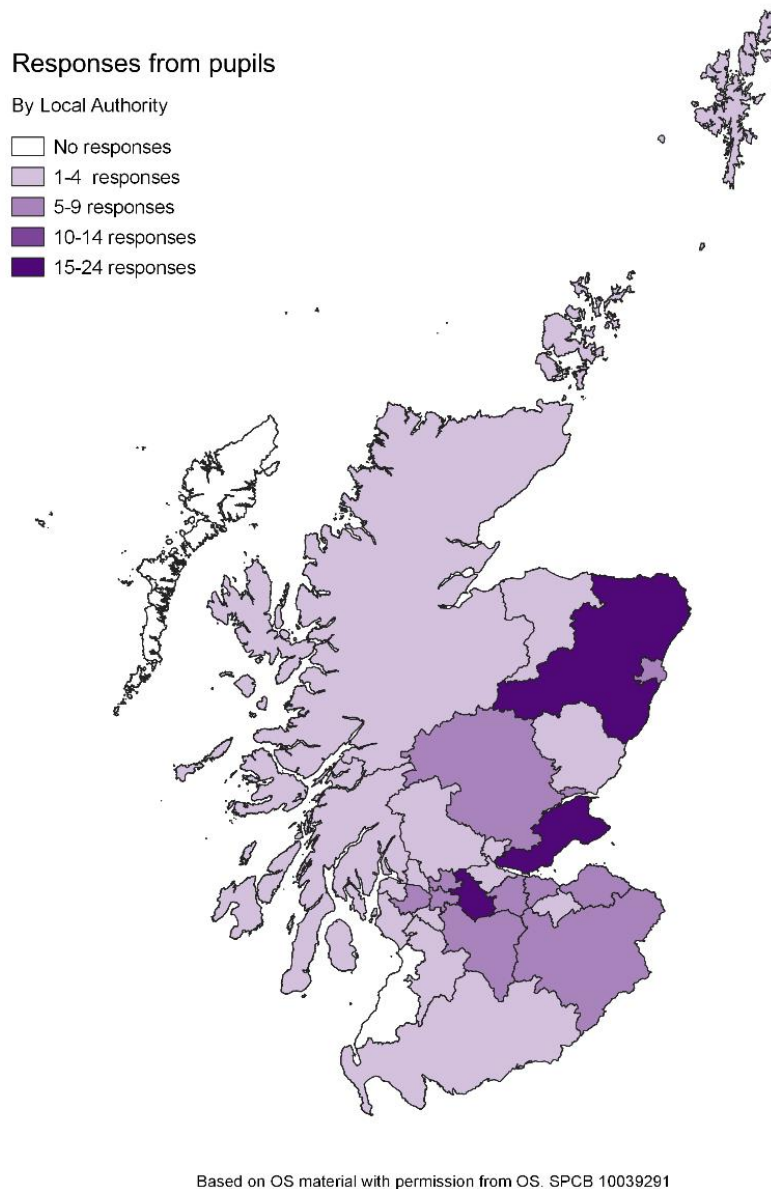 Responses from pupils
By Local Authority
No responses
1-4 responses
5-9 responses
10-14 responses
15-24 responses
Based on OS material with permission from OS. SPCB 10039291